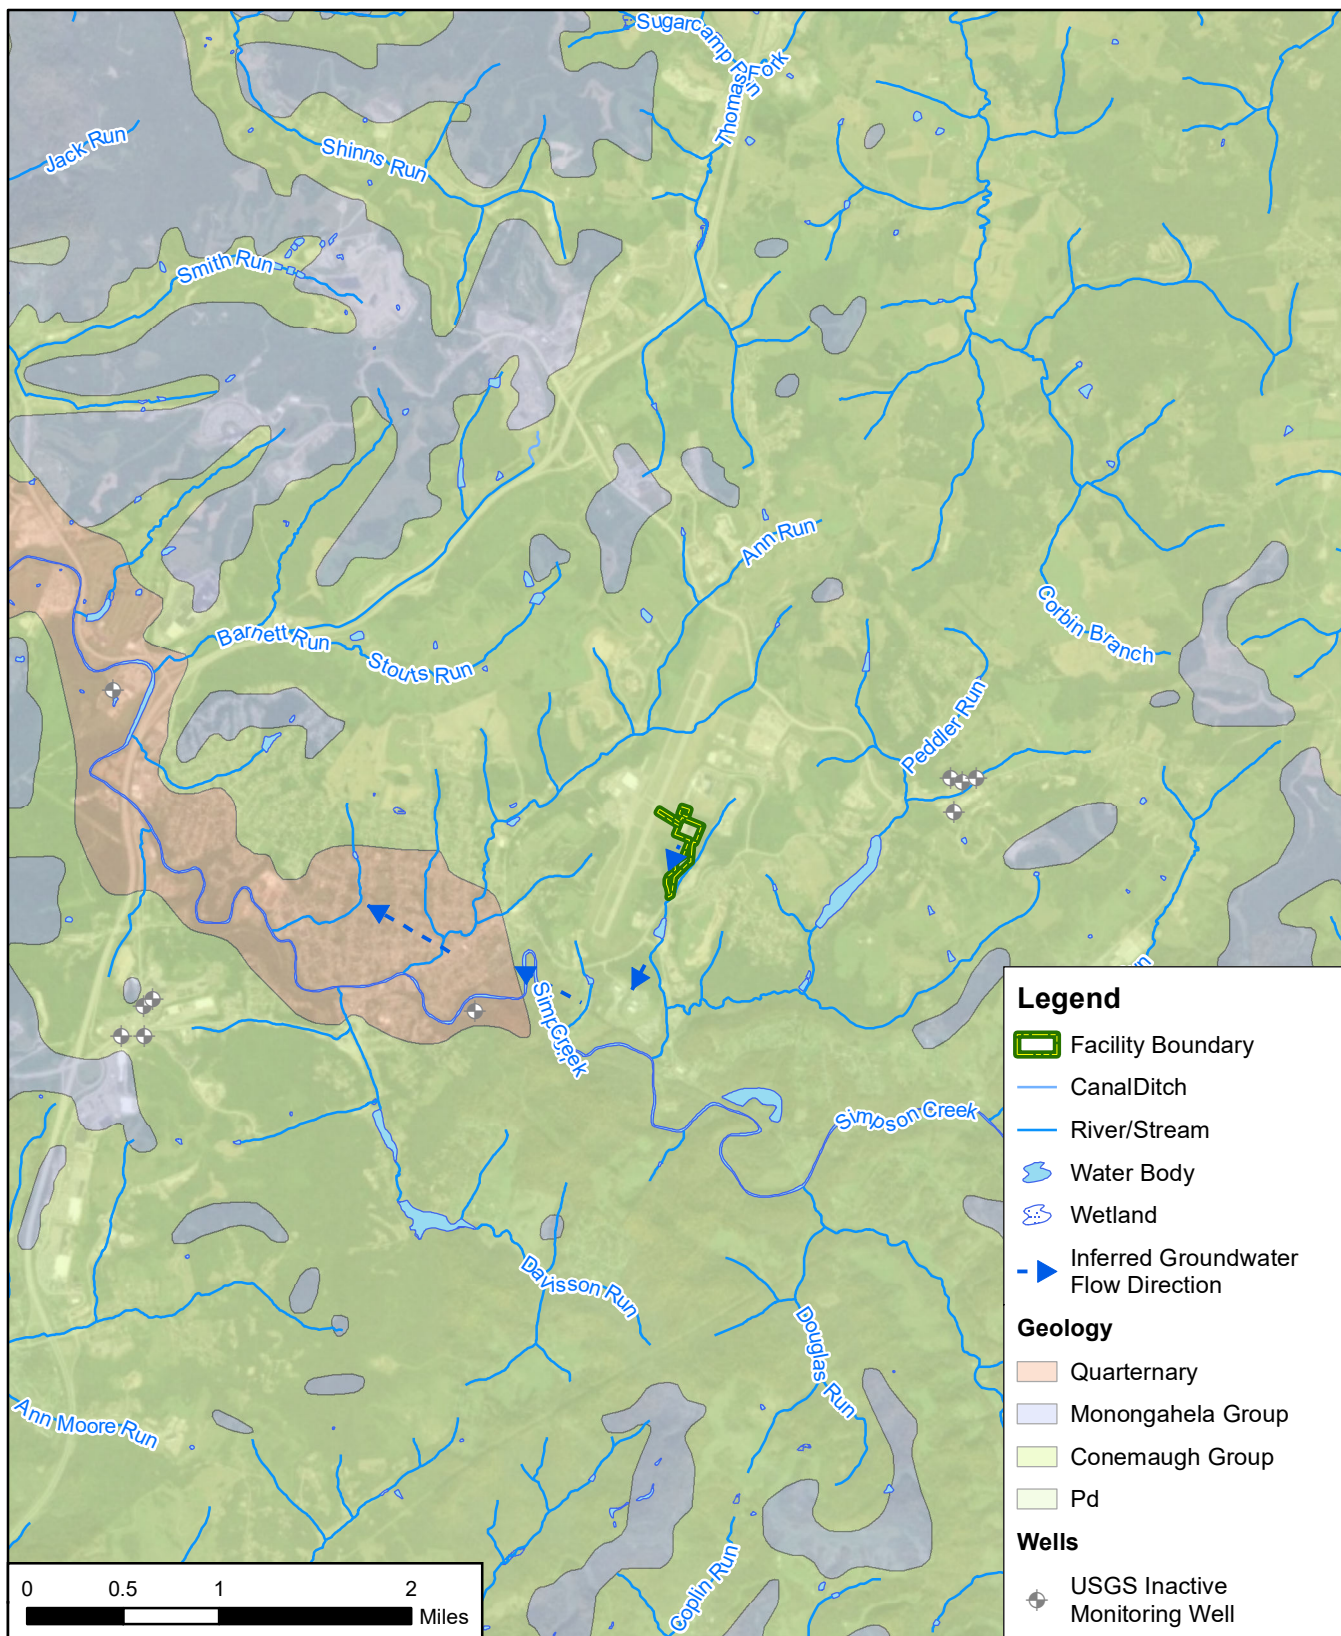 Sugarcamp Run
Thomas Fork
Jack Run
Shinns Run
Smith Run
Ann Run
Corbin Branch
Barnett Run
Stouts Run
Peddler Run
Simpson
Creek
Simpson Creek
Davisson Run
Douglas Run
Ann Moore Run
Coplin Run
Legend
Facility Boundary
CanalDitch
River/Stream
Water Body
Wetland
Inferred Groundwater
Flow Direction
Geology
Quarternary
Monongahela Group
Conemaugh Group
Pd
Wells
USGS Inactive
Monitoring Well
0 0.5 1 2
Miles